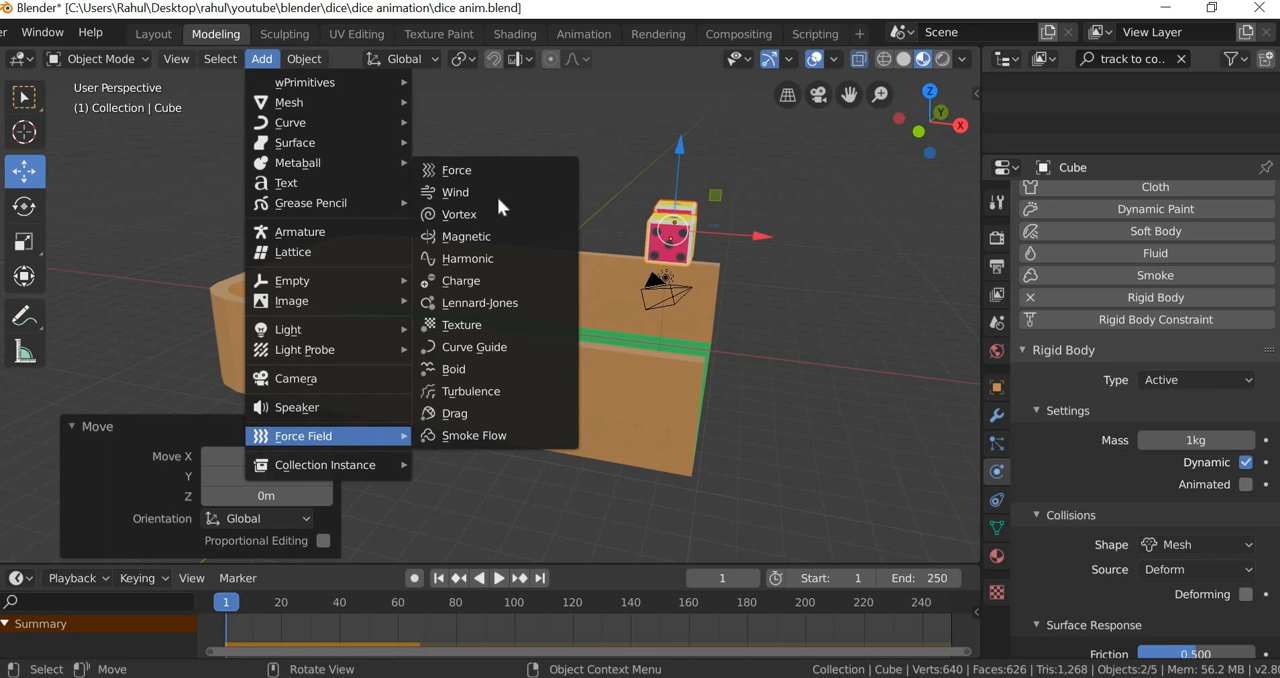 Blender* [C:\Users\Rahul\Desktop\rahul\youtube\blender\dice\dice animation\dice anim.blend]
er Window Help Layout Modeling Sculpting UV Editing Texture Paint Shading Animation Rendering Compositing Scripting + Scene View Layer
Object Mode View Select Add Object Global track to co..
User Perspective
(1) Collection | Cube
wPrimitives
Mesh
Curve
Surface
Metaball
Text
Grease Pencil
Armature
Lattice
Empty
Image
Light
Light Probe
Camera
Speaker
Force Field
Collection Instance
Force
Wind
Vortex
Magnetic
Harmonic
Charge
Lennard-Jones
Texture
Curve Guide
Boid
Turbulence
Drag
Smoke Flow
Z
Y
X
Move
Move X
Y
Z 0m
Orientation Global
Proportional Editing
Cube
Cloth
Dynamic Paint
Soft Body
Fluid
Smoke
Rigid Body
Rigid Body Constraint
Rigid Body
Type Active
Settings
Mass 1kg
Dynamic
Animated
Collisions
Shape Mesh
Source Deform
Deforming
Surface Response
Friction 0.500
Playback Keying View Marker 1 Start: 1 End: 250
1 20 40 60 80 100 120 140 160 180 200 220 240
Summary
Select Move Rotate View Object Context Menu Collection | Cube | Verts:640 | Faces:626 | Tris:1,268 | Objects:2/5 | Mem: 56.2 MB | v2.80